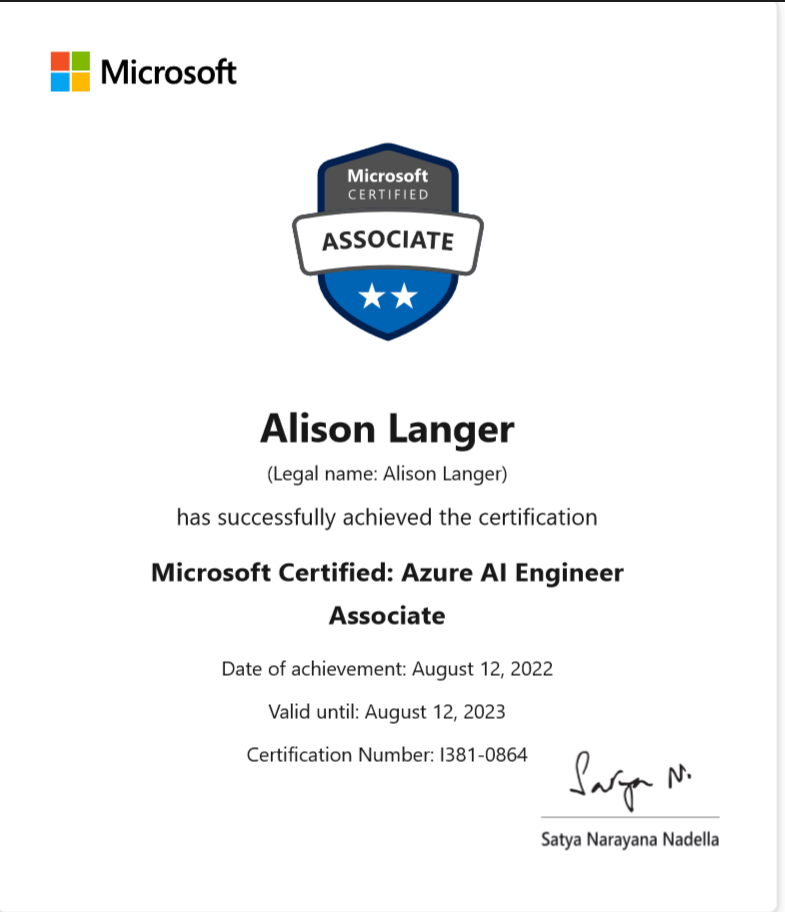 Microsoft
Microsoft
CERTIFIED
ASSOCIATE
Alison Langer
(Legal name: Alison Langer)
has successfully achieved the certification
Microsoft Certified: Azure AI Engineer
Associate
Date of achievement: August 12, 2022
Valid until: August 12, 2023
Certification Number: I381-0864
Satya N.
Satya Narayana Nadella